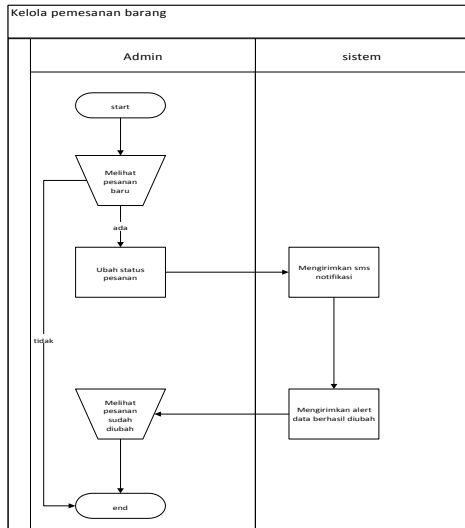 Kelola pemesanan barang
Admin
sistem
start
Melihat
pesanan
baru
ada
Ubah status
pesanan
Mengirimkan sms
notifikasi
tidak
Melihat
pesanan
sudah
diubah
Mengirimkan alert
data berhasil diubah
end